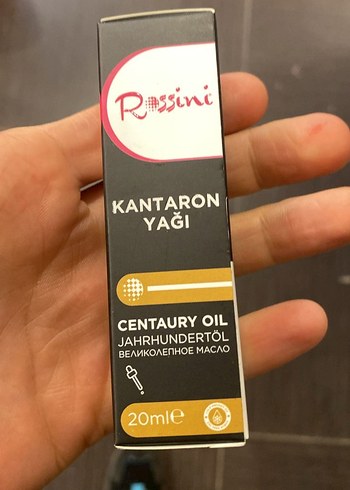 Rossini
KANTARON
YAĞI
CENTAURY OIL
JAHRHUNDERTÖL
ВЕЛИКОЛЕПНОЕ МАСЛО
20ml℮